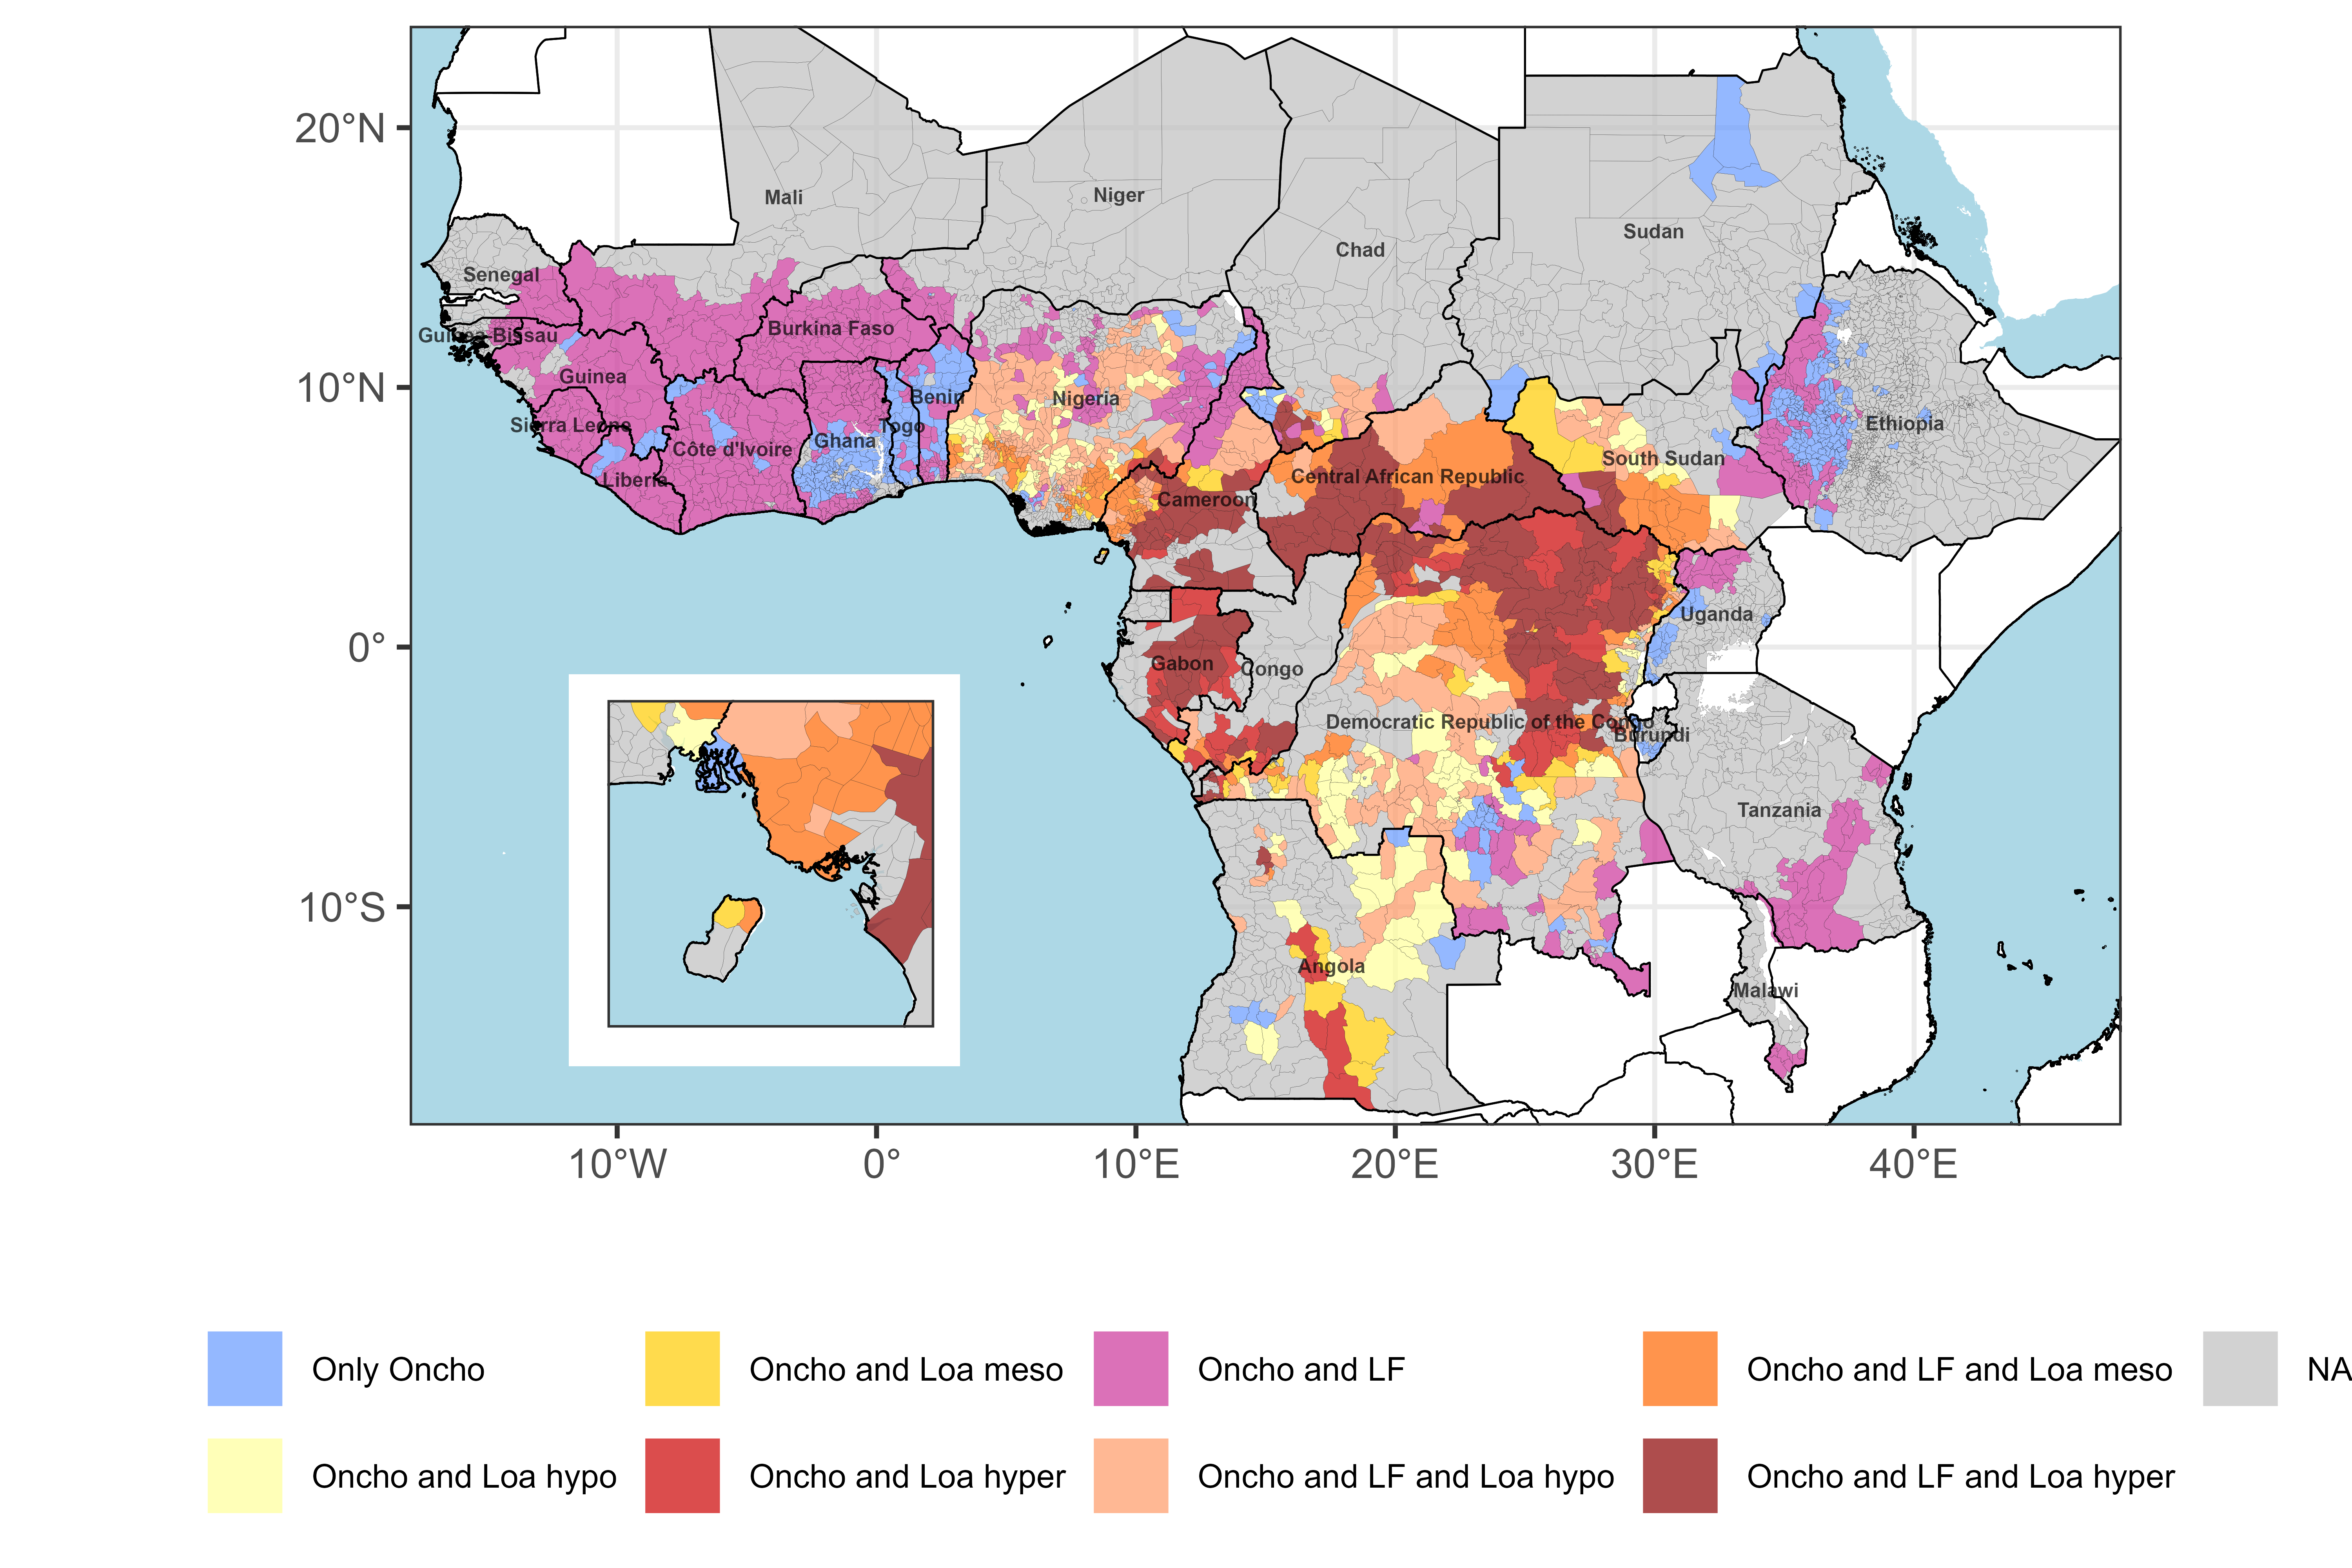 20°N
Mali
Niger
Chad
Sudan
Senegal
Guinea-Bissau
Burkina Faso
Guinea
10°N
Benin
Nigeria
Sierra Leone
Togo
Ethiopia
Ghana
Côte d'Ivoire
South Sudan
Liberia
Central African Republic
Cameroon
Uganda
0°
Gabon
Congo
Democratic Republic of the Congo
Burundi
Tanzania
10°S
Angola
Malawi
10°W 0° 10°E 20°E 30°E 40°E
Only Oncho Oncho and Loa meso Oncho and LF Oncho and LF and Loa meso NA
Oncho and Loa hypo Oncho and Loa hyper Oncho and LF and Loa hypo Oncho and LF and Loa hyper